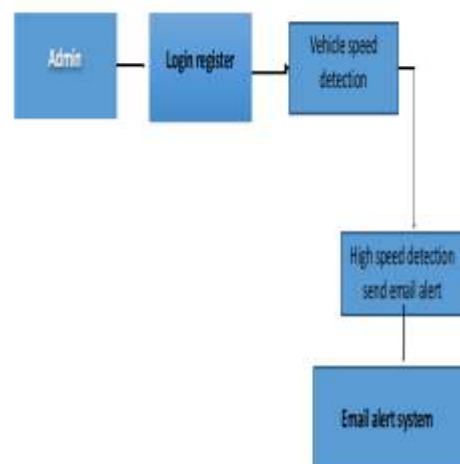 Admin
Login register
Vehicle speed
detection
High speed detection
send email alert
Email alert system